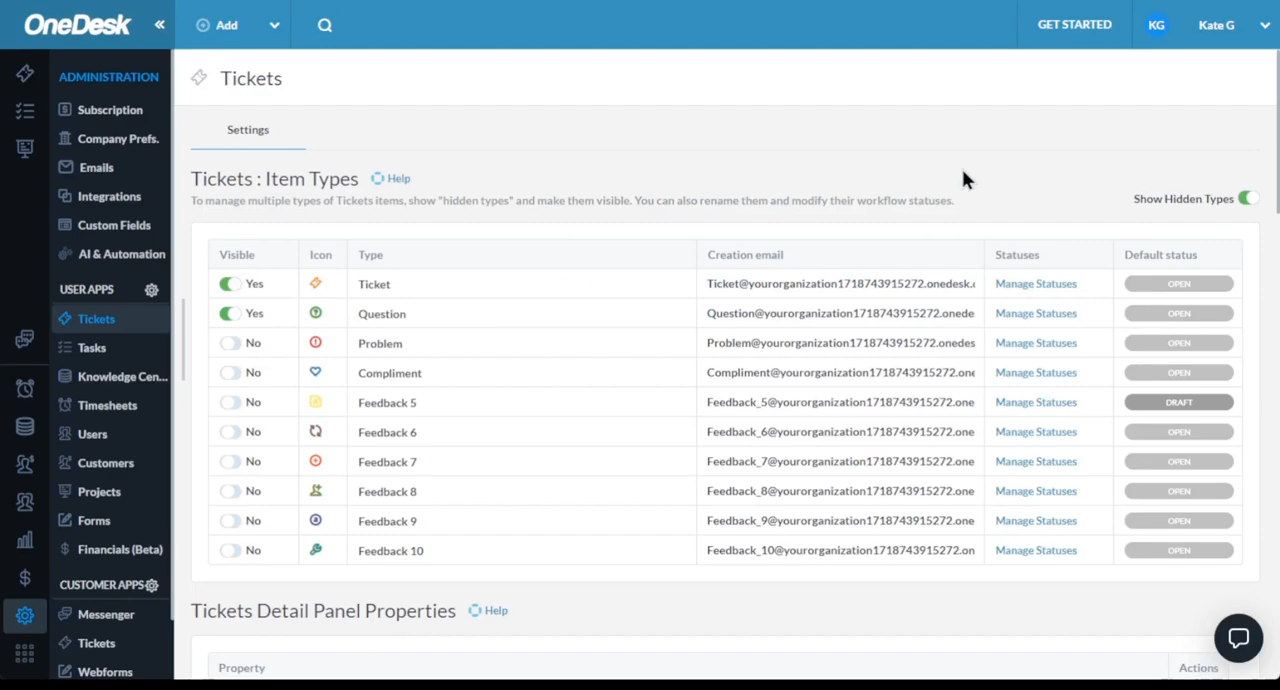 OneDesk « Add GET STARTED KG Kate G
ADMINISTRATION
Subscription
Company Prefs.
Emails
Integrations
Custom Fields
AI & Automation
USER APPS
Tickets
Tasks
Knowledge Cen...
Timesheets
Users
Customers
Projects
Forms
Financials (Beta)
CUSTOMER APPS
Messenger
Tickets
Webforms
Tickets
Settings
Tickets : Item Types Help
To manage multiple types of Tickets items, show "hidden types" and make them visible. You can also rename them and modify their workflow statuses.
Show Hidden Types
Visible Icon Type Creation email Statuses Default status
Yes Ticket Ticket@yourorganization1718743915272.onedesk.c Manage Statuses OPEN
Yes Question Question@yourorganization1718743915272.onede Manage Statuses OPEN
No Problem Problem@yourorganization1718743915272.onedes Manage Statuses OPEN
No Compliment Compliment@yourorganization1718743915272.one Manage Statuses OPEN
No Feedback 5 Feedback_5@yourorganization1718743915272.one Manage Statuses DRAFT
No Feedback 6 Feedback_6@yourorganization1718743915272.one Manage Statuses OPEN
No Feedback 7 Feedback_7@yourorganization1718743915272.one Manage Statuses OPEN
No Feedback 8 Feedback_8@yourorganization1718743915272.one Manage Statuses OPEN
No Feedback 9 Feedback_9@yourorganization1718743915272.one Manage Statuses OPEN
No Feedback 10 Feedback_10@yourorganization1718743915272.on Manage Statuses OPEN
Tickets Detail Panel Properties Help
Property Actions